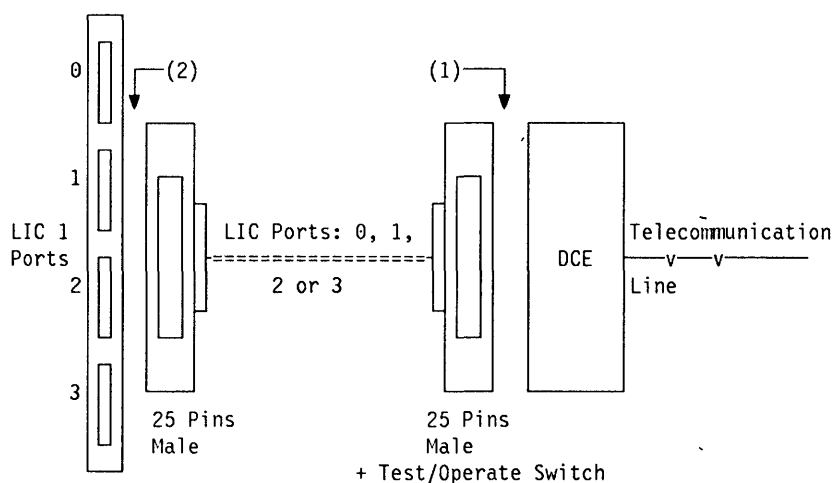 0 (2) (1)
1
LIC 1 LIC Ports: 0, 1, Telecommunication
Ports DCE v v
2 2 or 3 Line
3
25 Pins 25 Pins
Male Male
+ Test/Operate Switch